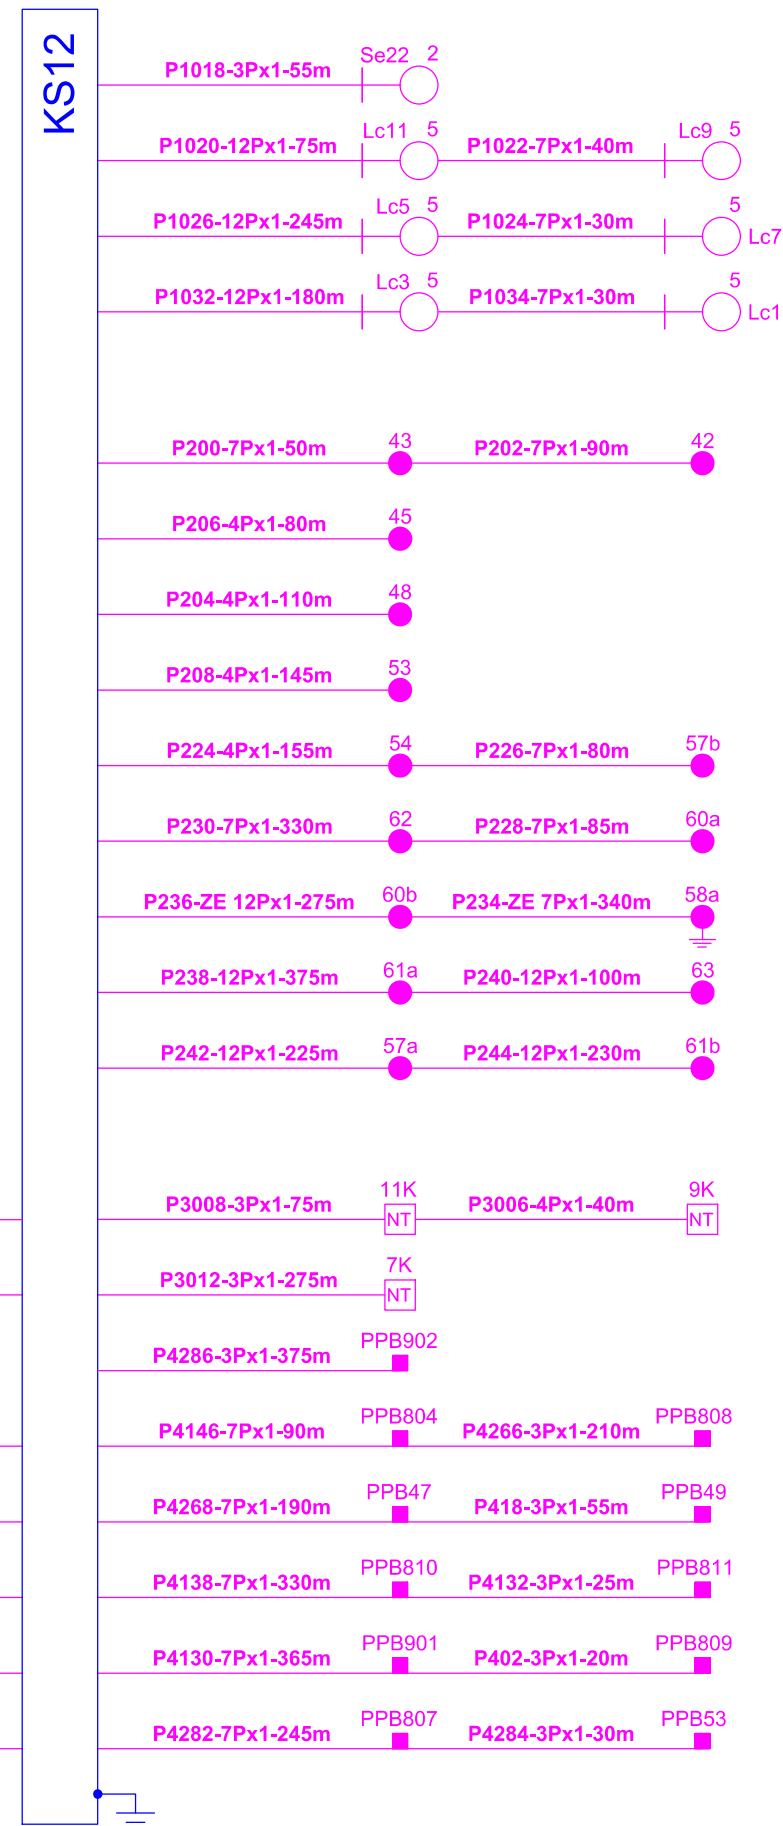 KS12
Se22 2
P1018-3Px1-55m
Lc11 5 Lc9 5
P1020-12Px1-75m P1022-7Px1-40m
Lc5 5 5
P1026-12Px1-245m P1024-7Px1-30m Lc7
Lc3 5 5
P1032-12Px1-180m P1034-7Px1-30m Lc1
43 42
P200-7Px1-50m P202-7Px1-90m
45
P206-4Px1-80m
48
P204-4Px1-110m
53
P208-4Px1-145m
54 57b
P224-4Px1-155m P226-7Px1-80m
62 60a
P230-7Px1-330m P228-7Px1-85m
60b 58a
P236-ZE 12Px1-275m P234-ZE 7Px1-340m
61a 63
P238-12Px1-375m P240-12Px1-100m
57a 61b
P242-12Px1-225m P244-12Px1-230m
11K 9K
P3008-3Px1-75m P3006-4Px1-40m
NT NT
7K
P3012-3Px1-275m
NT
PPB902
P4286-3Px1-375m
PPB804 PPB808
P4146-7Px1-90m P4266-3Px1-210m
PPB47 PPB49
P4268-7Px1-190m P418-3Px1-55m
PPB810 PPB811
P4138-7Px1-330m P4132-3Px1-25m
PPB901 PPB809
P4130-7Px1-365m P402-3Px1-20m
PPB807 PPB53
P4282-7Px1-245m P4284-3Px1-30m